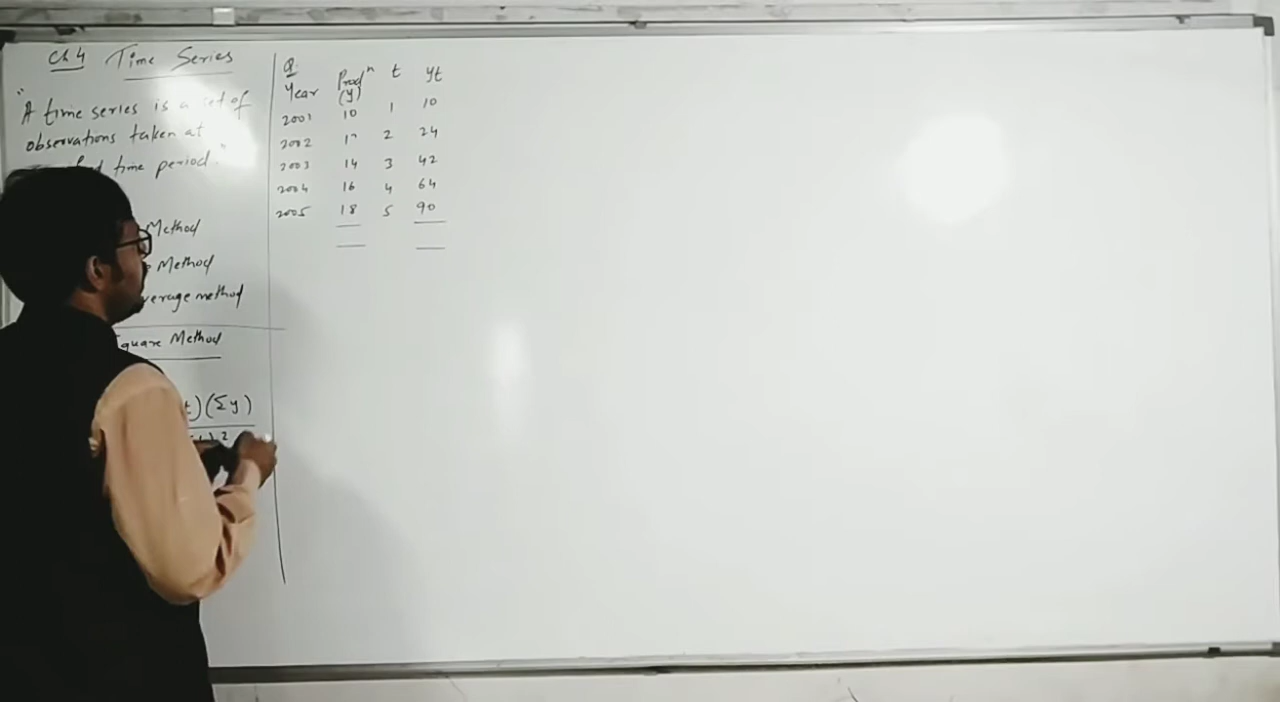 Ch 4 Time Series
"A time series is a set of
observations taken at
time period."
Method
Method
verage method
quare Method
t)(Σy)
2
Q.
Year Prodⁿ (y) t yt
2001 10 1 10
2002 2 24
2003 14 3 42
2004 16 4 64
2005 18 5 90